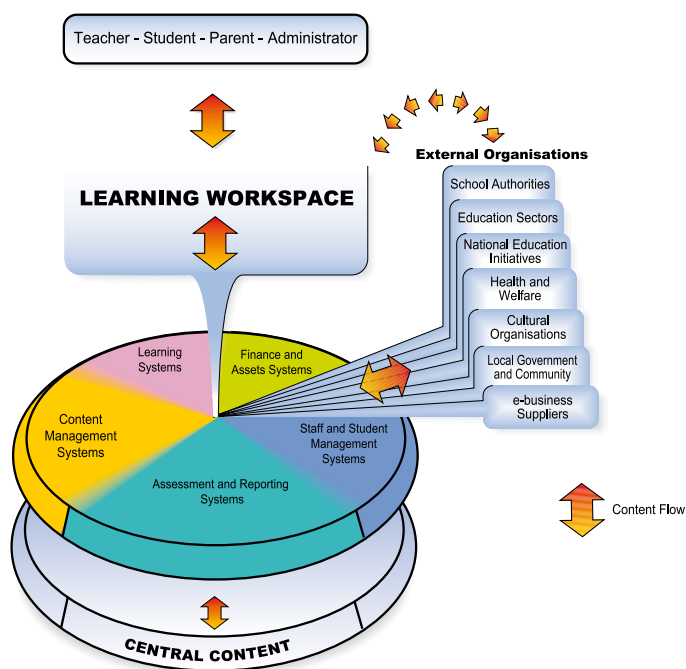 Teacher - Student - Parent - Administrator
External Organisations
LEARNING WORKSPACE
School Authorities
Education Sectors
National Education
Initiatives
Health and
Welfare
Cultural
Organisations
Local Government
and Community
e-business
Suppliers
Learning
Systems
Finance and
Assets Systems
Content
Management
Systems
Staff and Student
Management
Systems
Assessment and Reporting
Systems
Content Flow
CENTRAL CONTENT